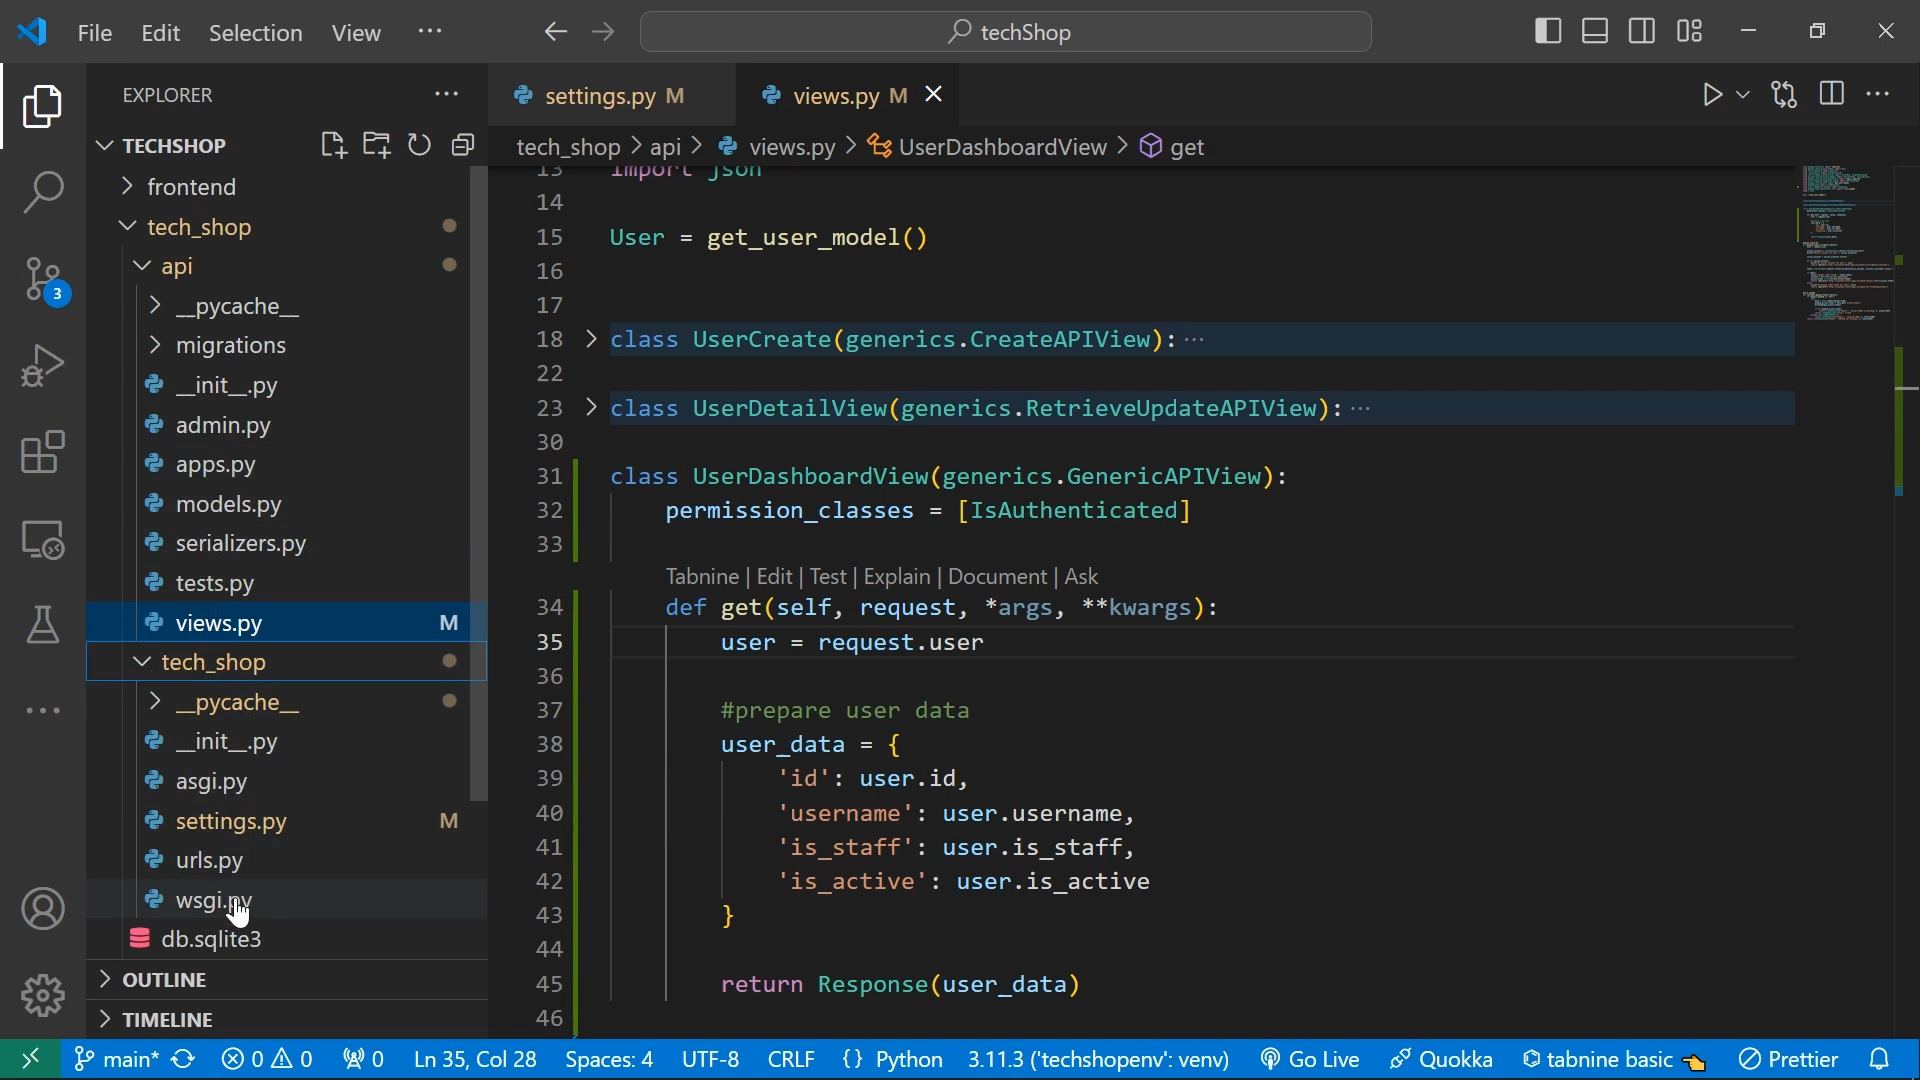 File Edit Selection View ···
techShop
EXPLORER
settings.py M
views.py M
TECHSHOP
tech_shop > api > views.py > UserDashboardView > get
frontend
tech_shop
api
__pycache__
migrations
__init__.py
admin.py
apps.py
models.py
serializers.py
tests.py
views.py M
tech_shop
__pycache__
__init__.py
asgi.py
settings.py M
urls.py
wsgi.py
db.sqlite3
OUTLINE
TIMELINE
3
13 import json
14
15 User = get_user_model()
16
17
18 class UserCreate(generics.CreateAPIView): ···
22
23 class UserDetailView(generics.RetrieveUpdateAPIView): ···
30
31 class UserDashboardView(generics.GenericAPIView):
32 permission_classes = [IsAuthenticated]
33
Tabnine | Edit | Test | Explain | Document | Ask
34 def get(self, request, *args, **kwargs):
35 user = request.user
36
37 #prepare user data
38 user_data = {
39 'id': user.id,
40 'username': user.username,
41 'is_staff': user.is_staff,
42 'is_active': user.is_active
43 }
44
45 return Response(user_data)
46
main* 0 0 0 Ln 35, Col 28 Spaces: 4 UTF-8 CRLF {} Python 3.11.3 ('techshopenv': venv) Go Live Quokka tabnine basic Prettier